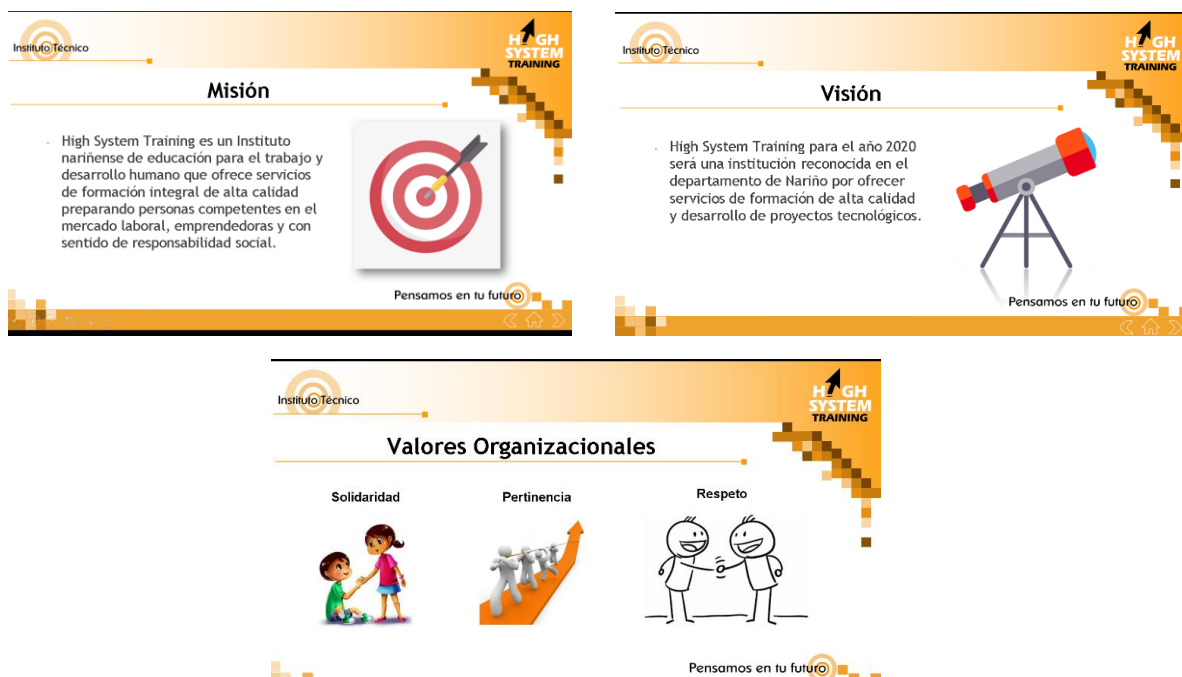 Instituto Técnico
HIGH
SYSTEM
TRAINING
Misión
High System Training es un Instituto
nariñense de educación para el trabajo y
desarrollo humano que ofrece servicios
de formación integral de alta calidad
preparando personas competentes en el
mercado laboral, emprendedoras y con
sentido de responsabilidad social.
Pensamos en tu futuro
Instituto Técnico
HIGH
SYSTEM
TRAINING
Visión
High System Training para el año 2020
será una institución reconocida en el
departamento de Nariño por ofrecer
servicios de formación de alta calidad
y desarrollo de proyectos tecnológicos.
Pensamos en tu futuro
Instituto Técnico
HIGH
SYSTEM
TRAINING
Valores Organizacionales
Solidaridad Pertinencia Respeto
Pensamos en tu futuro